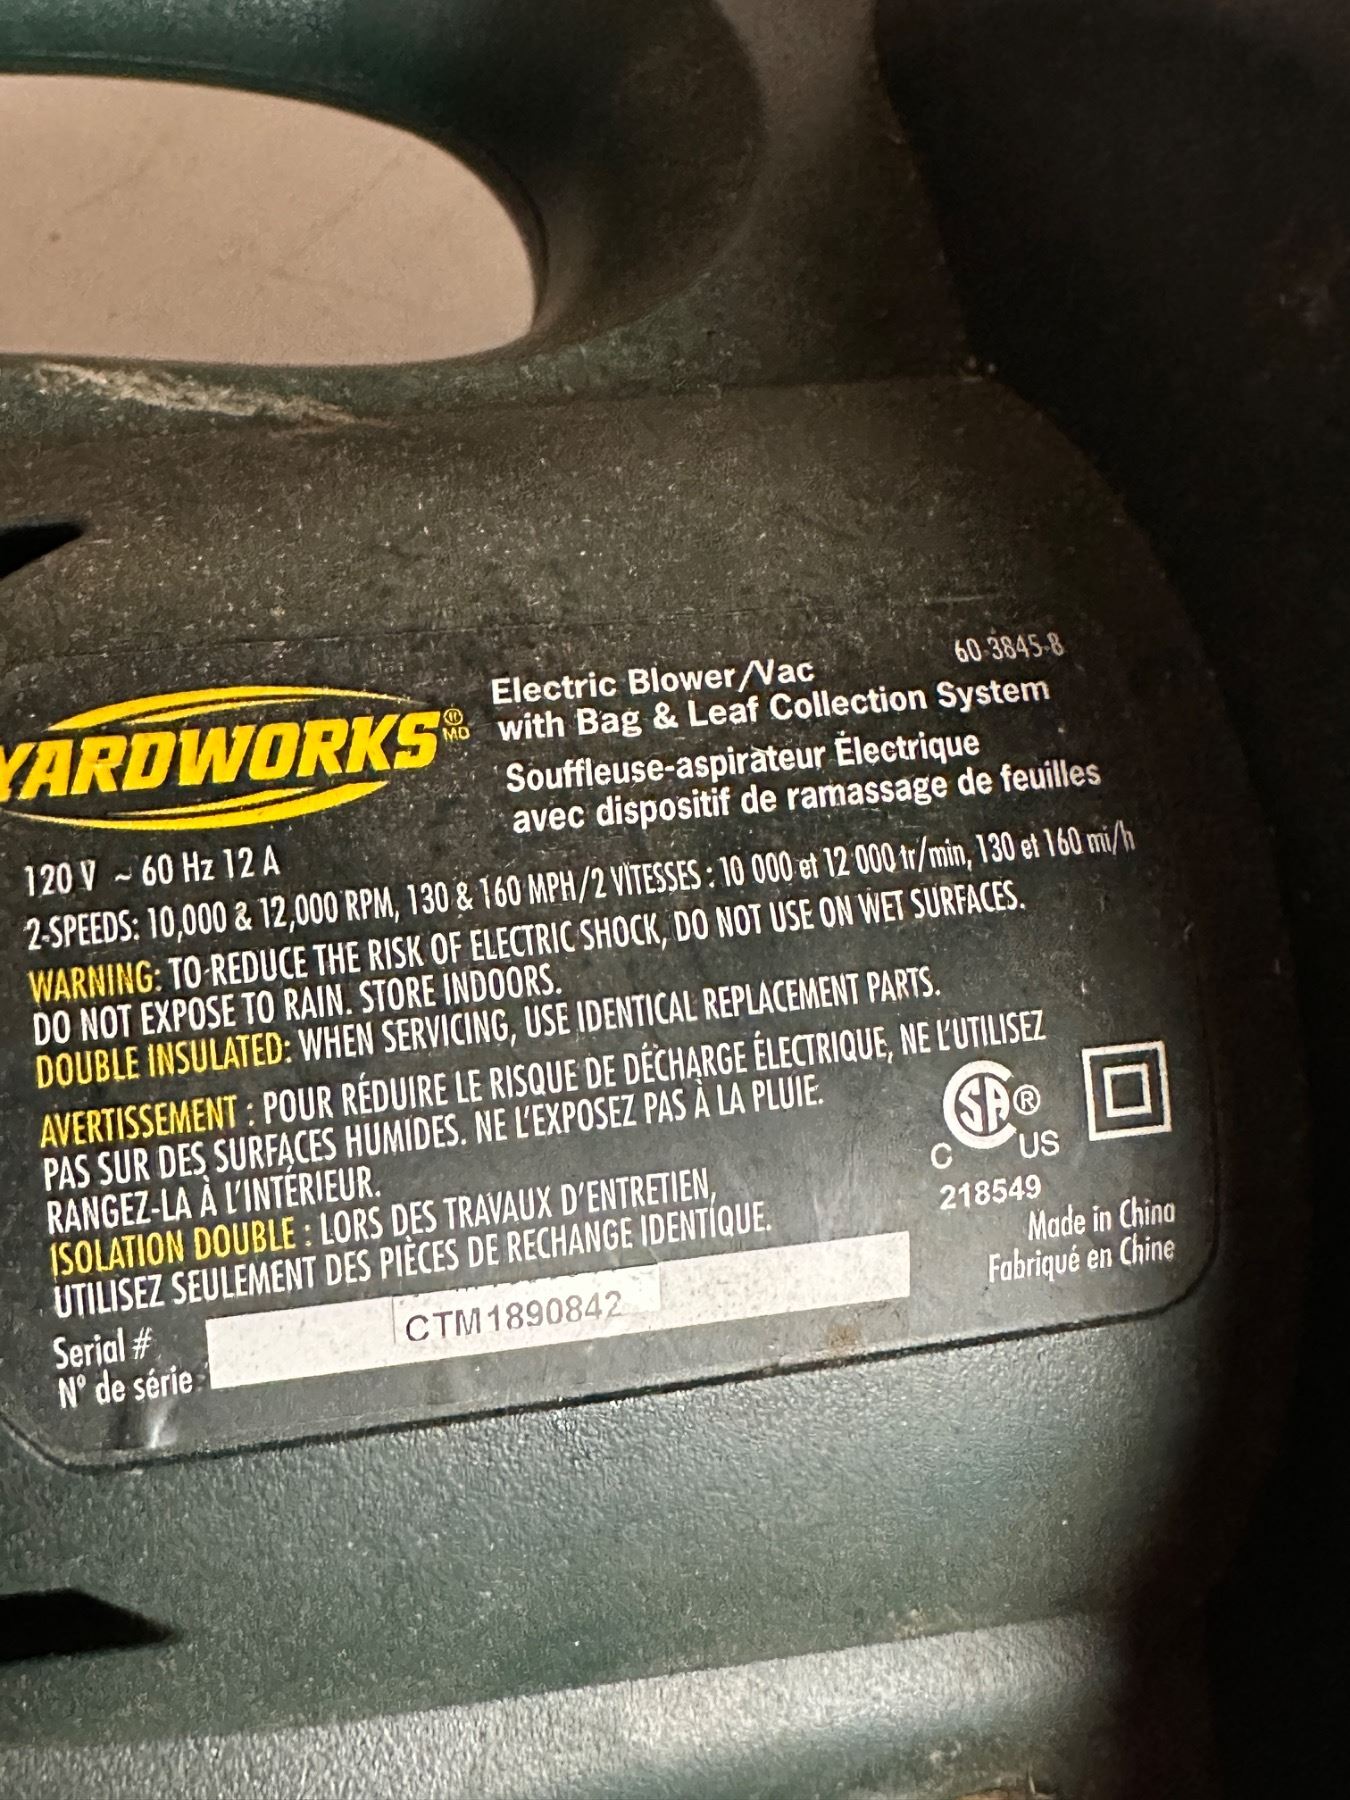 60-3845-8
YARDWORKS® MD
Electric Blower/Vac
with Bag & Leaf Collection System
Souffleuse-aspirateur Électrique
avec dispositif de ramassage de feuilles
120 V ~ 60 Hz 12 A
2-SPEEDS: 10,000 & 12,000 RPM, 130 & 160 MPH/2 VITESSES : 10 000 et 12 000 tr/min, 130 et 160 mi/h
WARNING: TO REDUCE THE RISK OF ELECTRIC SHOCK, DO NOT USE ON WET SURFACES.
DO NOT EXPOSE TO RAIN. STORE INDOORS.
DOUBLE INSULATED: WHEN SERVICING, USE IDENTICAL REPLACEMENT PARTS.
AVERTISSEMENT : POUR RÉDUIRE LE RISQUE DE DÉCHARGE ÉLECTRIQUE, NE L'UTILISEZ
PAS SUR DES SURFACES HUMIDES. NE L'EXPOSEZ PAS À LA PLUIE.
RANGEZ-LA À L'INTÉRIEUR.
ISOLATION DOUBLE : LORS DES TRAVAUX D'ENTRETIEN,
UTILISEZ SEULEMENT DES PIÈCES DE RECHANGE IDENTIQUE.
C SA® US
218549
Made in China
Fabriqué en Chine
Serial #
N° de série
CTM1890842